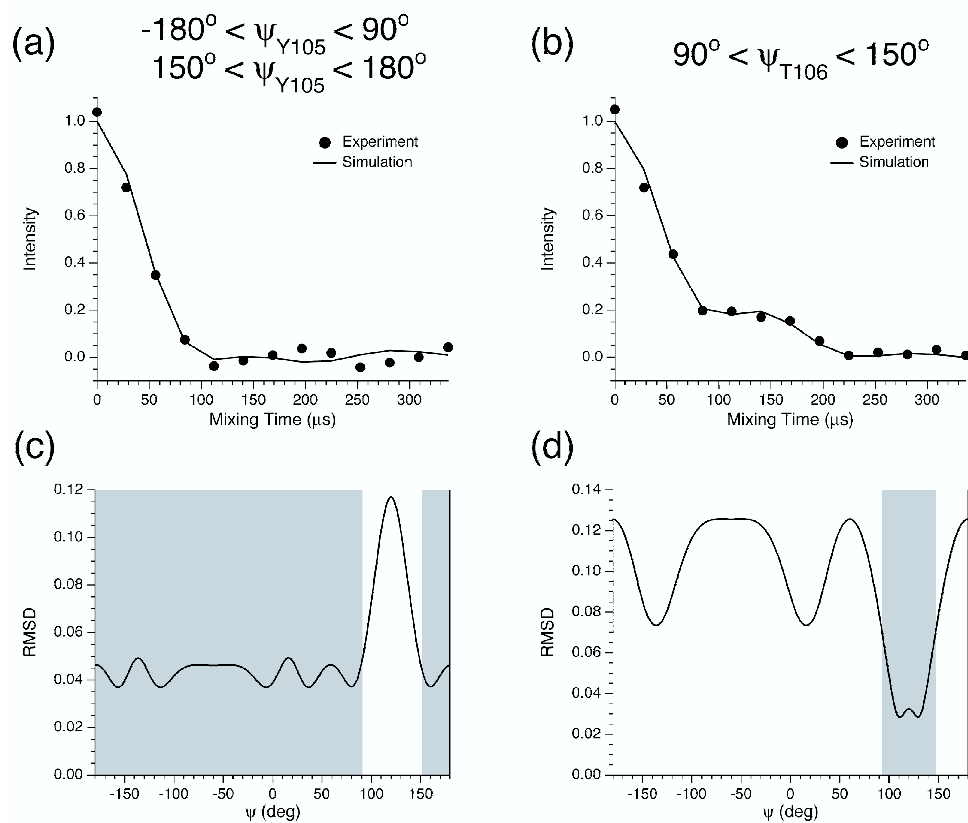 (a)
-180° < ψY105 < 90°
150° < ψY105 < 180°
Experiment
Simulation
1.0
0.8
0.6
0.4
0.2
0.0
Intensity
0 50 100 150 200 250 300
Mixing Time (μs)
(b)
90° < ψT106 < 150°
Experiment
Simulation
1.0
0.8
0.6
0.4
0.2
0.0
Intensity
0 50 100 150 200 250 300
Mixing Time (μs)
(c)
0.12
0.10
0.08
0.06
0.04
0.02
0.00
RMSD
-150 -100 -50 0 50 100 150
ψ (deg)
(d)
0.14
0.12
0.10
0.08
0.06
0.04
0.02
0.00
RMSD
-150 -100 -50 0 50 100 150
ψ (deg)